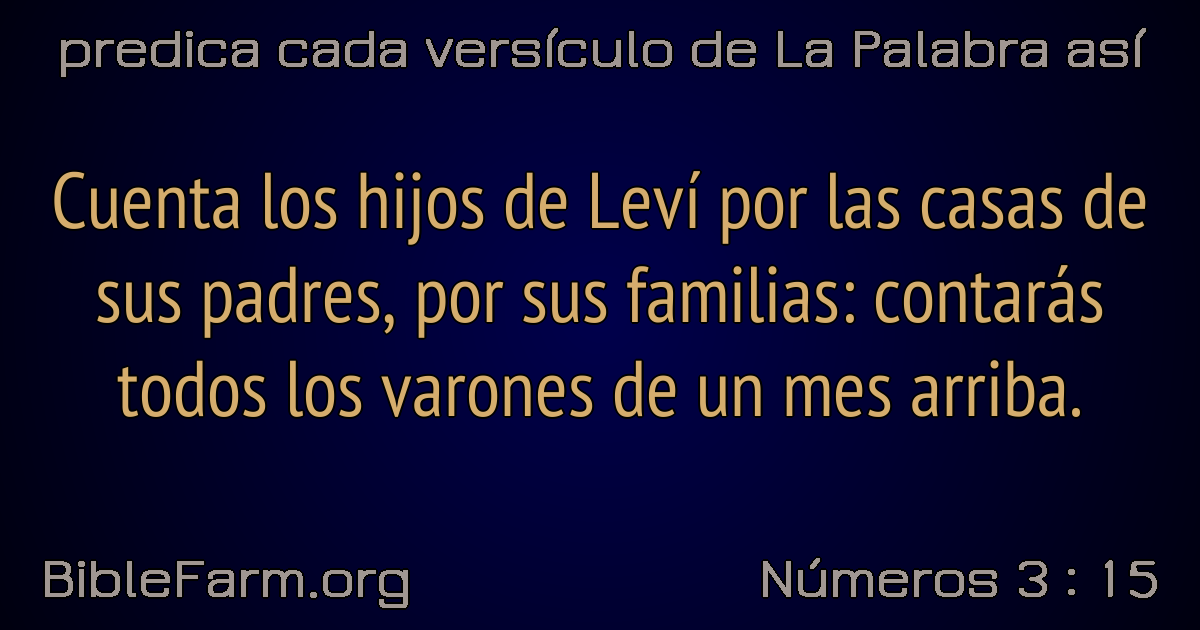 predica cada versículo de La Palabra así
Cuenta los hijos de Leví por las casas de
sus padres, por sus familias: contarás
todos los varones de un mes arriba.
BibleFarm.org
Números 3 : 15